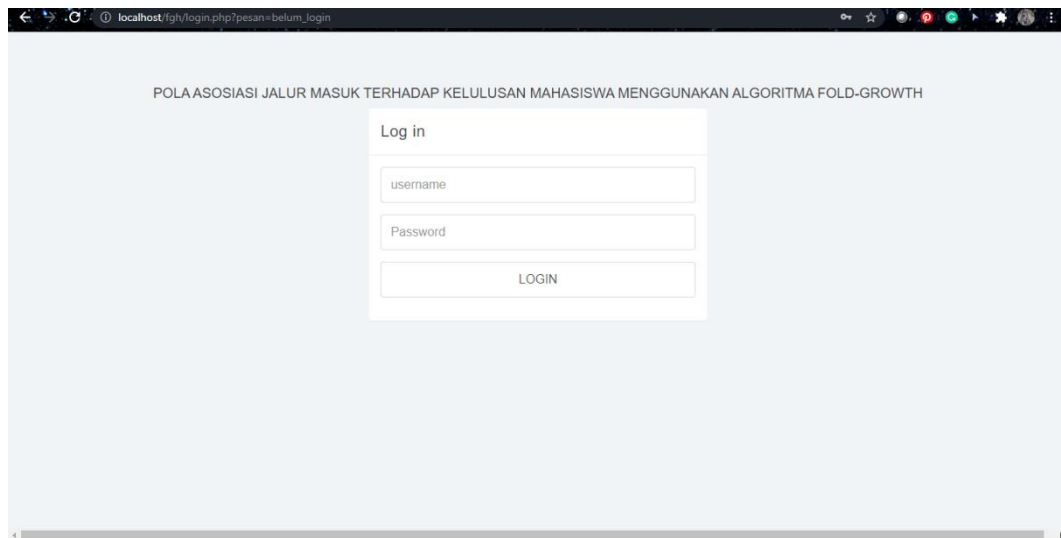 localhost/fgh/login.php?pesan=belum_login
POLA ASOSIASI JALUR MASUK TERHADAP KELULUSAN MAHASISWA MENGGUNAKAN ALGORITMA FOLD-GROWTH
Log in
username
Password
LOGIN